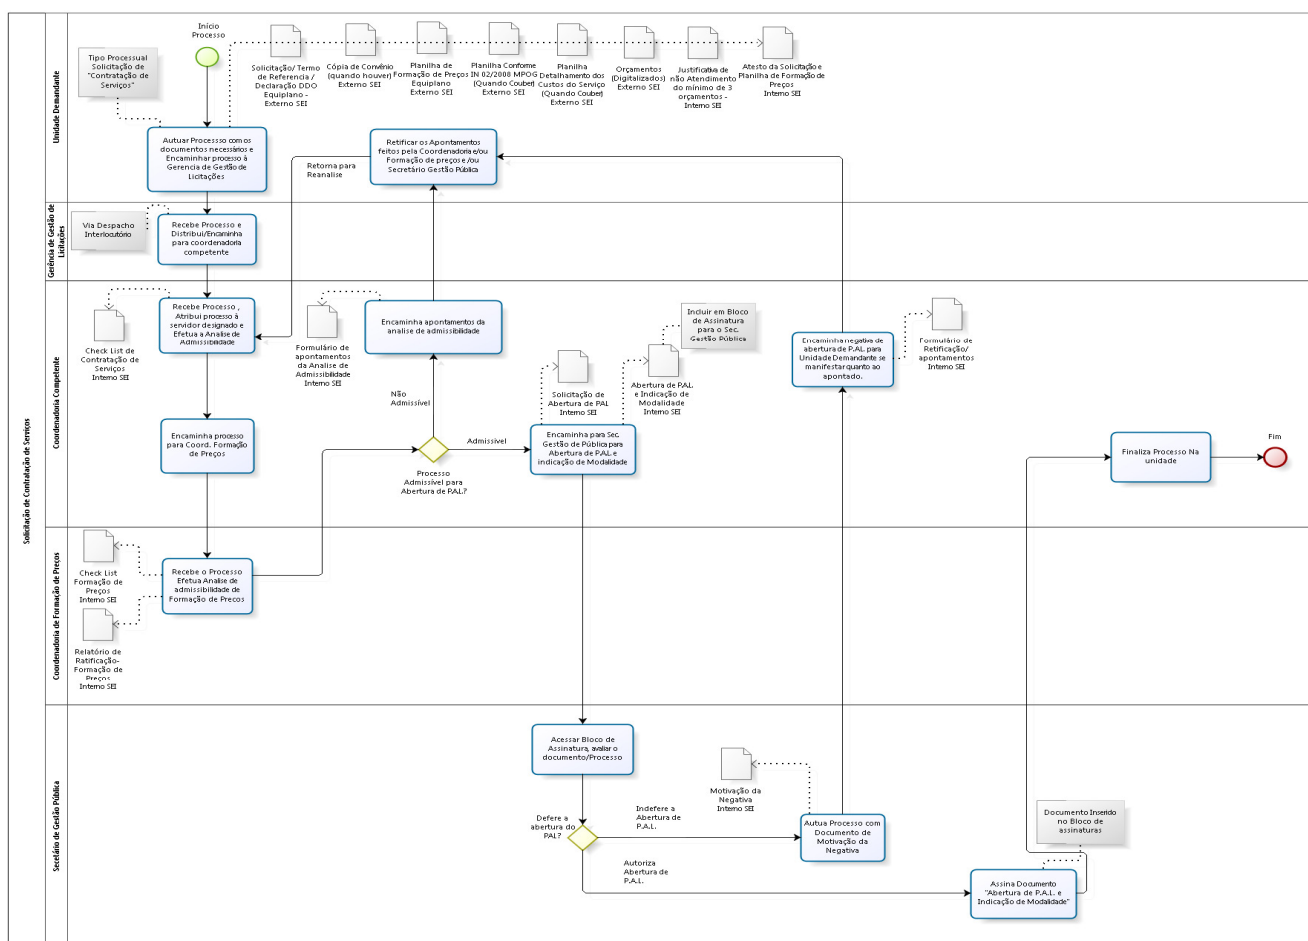 Solicitação de Contratação de Serviços
Unidade Demandante
Início
Processo
Tipo Processual
Solicitação de
"Contratação de
Serviços"
Solicitação/ Termo
de Referencia /
Declaração DDO
Equiplano -
Externo SEI
Cópia de Convênio
(quando houver)
Externo SEI
Planilha de
Formação de Preços
Equiplano
Externo SEI
Planilha Conforme
IN 02/2008 MPOG
(Quando Couber)
Externo SEI
Planilha
Detalhamento dos
Custos do Serviço
(Quando Couber)
Externo SEI
Orçamentos
(Digitalizados)
Externo SEI
Justificativa de
não Atendimento
do mínimo de 3
orçamentos -
Interno SEI
Atesto da Solicitação e
Planilha de Formação de
Preços
Interno SEI
Autuar Processso com os
documentos necessários e
Encaminhar processo à
Gerencia de Gestão de
Licitações
Retificar os Apontamentos
feitos pela Coordenadoria e/ou
Formação de preços e /ou
Secretário Gestão Pública
Retorna para
Reanalise
Gerência de Gestão de
Licitações
Via Despacho
Interlocutório
Recebe Processo e
Distribui/Encaminha
para coordenadoria
competente
Coordenadoria Competente
Recebe Processo ,
Atribui processo à
servidor designado e
Efetua a Analise de
Admissibilidade
Check List de
Contratação de
Serviços
Interno SEI
Encaminha apontamentos da
analise de admissibilidade
Formulário de
apontamentos
da Analise de
Admissibilidade
Interno SEI
Incluir em Bloco
de Assinatura
para o Sec.
Gestão Pública
Solicitação de
Abertura de PAL
Interno SEI
Abertura de P.A.L
e Indicação de
Modalidade
Interno SEI
Encaminha negativa de
abertura de P.A.L para
Unidade Demandante se
manifestar quanto ao
apontado.
Formulário de
Retificação/
apontamentos
Interno SEI
Não
Admissível
Admissível
Encaminha processo
para Coord. Formação
de Preços
Processo
Admissível para
Abertura de P.A.L?
Encaminha para Sec.
Gestão de Pública para
Abertura de P.A.L e
indicação de Modalidade
Finaliza Processo Na
unidade
Fim
Coordenadoria de Formação de Preços
Check List
Formação de
Preços
Interno SEI
Recebe o Processo
Efetua Analise de
admissibilidade de
Formação de Precos
Relatório de
Ratificação-
Formação de
Preços
Interno SEI
Secelário de Gestão Pública
Acessar Bloco de
Assinatura, avaliar o
documento/Processo
Motivação da
Negativa
Interno SEI
Defere a
abertura do
PAL?
Indefere a
Abertura de
P.A.L.
Autua Processo com
Documento de
Motivação da
Negativa
Autoriza
Abertura de
P.A.L.
Documento Inserido
no Bloco de
assinaturas
Assina Documento
"Abertura de P.A.L. e
Indicação de Modalidade"